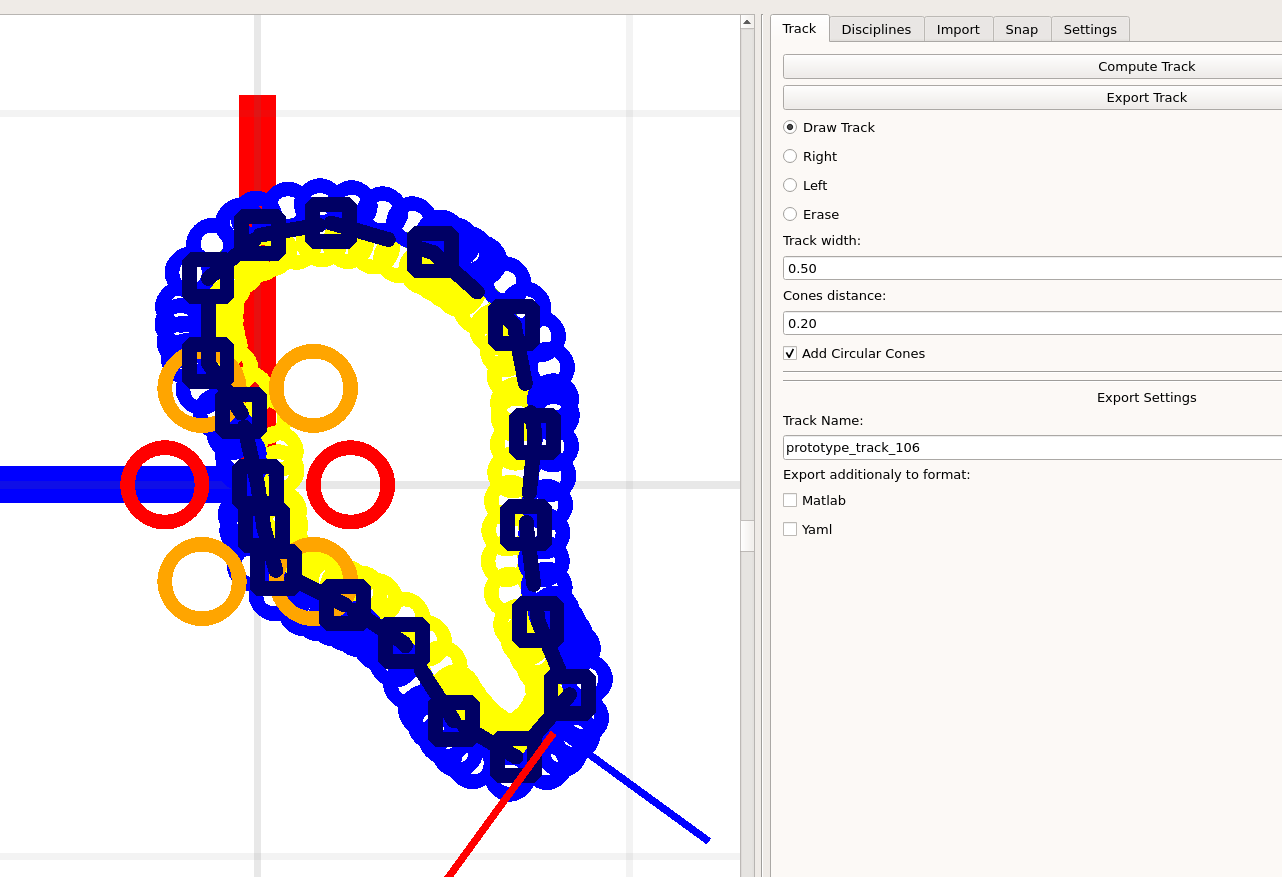 Track Disciplines Import Snap Settings
Compute Track
Export Track
Draw Track
Right
Left
Erase
Track width:
0.50
Cones distance:
0.20
Add Circular Cones
Export Settings
Track Name:
prototype_track_106
Export additionaly to format:
Matlab
Yaml